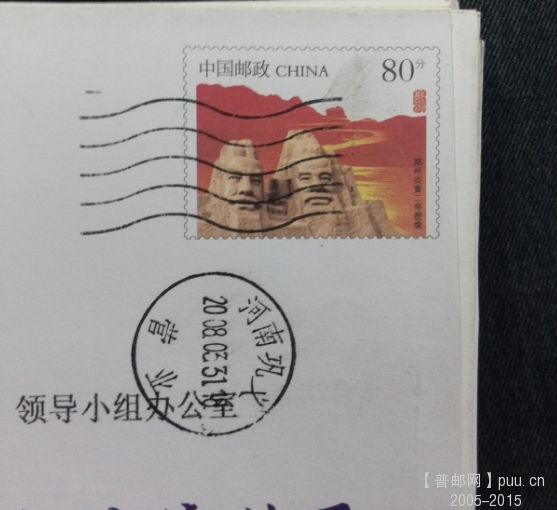 中国邮政 CHINA 80分
郑州炎黄二帝塑像
河南巩义
2008.03.31.18
营业
领导小组办公室
【普邮网】puu.cn
2005-2015